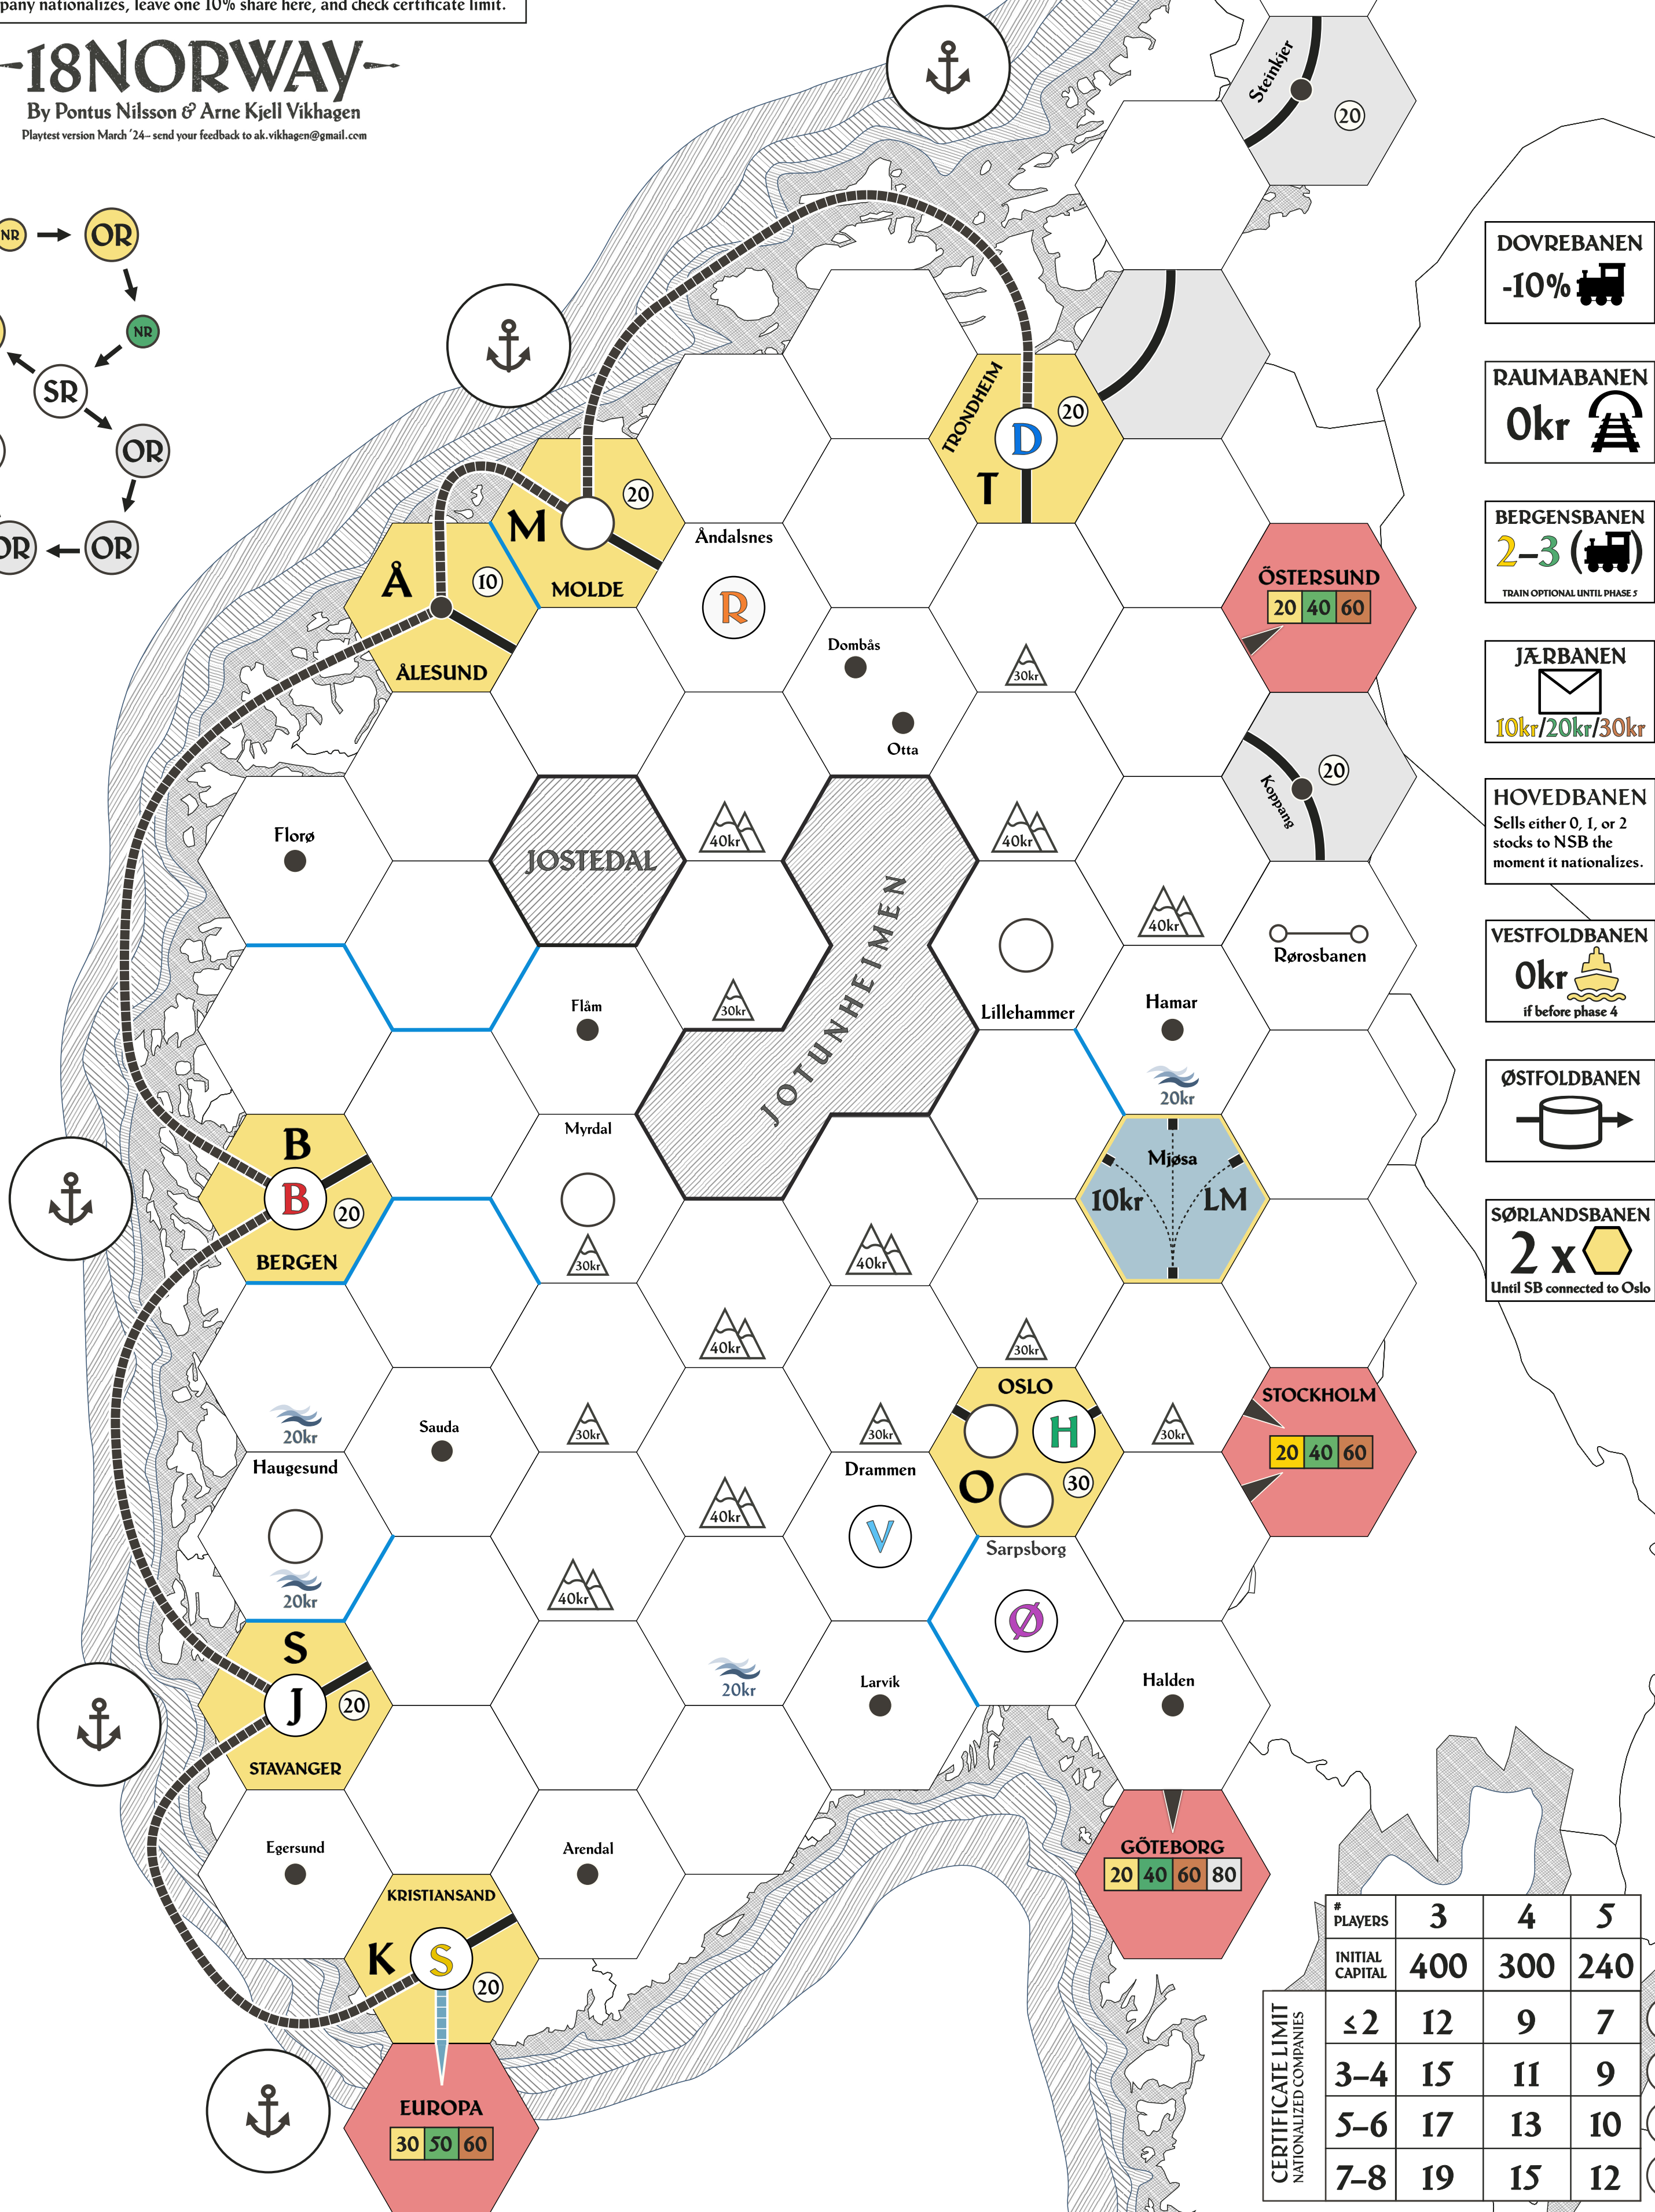 pany nationalizes, leave one 10% share here, and check certificate limit.
18NORWAY
By Pontus Nilsson & Arne Kjell Vikhagen
Playtest version March '24– send your feedback to ak.vikhagen@gmail.com
NR
OR
NR
SR
OR
OR
OR
Steinkjer
20
TRONDHEIM
D
20
T
M
20
MOLDE
Å
10
ÅLESUND
Åndalsnes
R
ÖSTERSUND
20 40 60
Dombås
30kr
Otta
Koppang
20
Florø
JOSTEDAL
40kr
40kr
JOTUNHEIMEN
40kr
Rørosbanen
Flåm
30kr
Lillehammer
Hamar
20kr
B
B
20
BERGEN
Myrdal
30kr
40kr
Mjøsa
10kr
LM
20kr
Sauda
30kr
40kr
30kr
30kr
OSLO
H
O
30
30kr
STOCKHOLM
20 40 60
Haugesund
20kr
40kr
40kr
Drammen
V
Sarpsborg
Ø
S
J
20
STAVANGER
20kr
Larvik
Halden
Egersund
Arendal
KRISTIANSAND
K
S
20
GÖTEBORG
20 40 60 80
EUROPA
30 50 60
DOVREBANEN
-10%
RAUMABANEN
0kr
BERGENSBANEN
2–3 ( )
TRAIN OPTIONAL UNTIL PHASE 5
JÆRBANEN
10kr/20kr/30kr
HOVEDBANEN
Sells either 0, 1, or 2
stocks to NSB the
moment it nationalizes.
VESTFOLDBANEN
0kr
if before phase 4
ØSTFOLDBANEN
SØRLANDSBANEN
2 x
Until SB connected to Oslo
# PLAYERS 3 4 5
INITIAL CAPITAL 400 300 240
CERTIFICATE LIMIT
NATIONALIZED COMPANIES
≤2 12 9 7
3–4 15 11 9
5–6 17 13 10
7–8 19 15 12